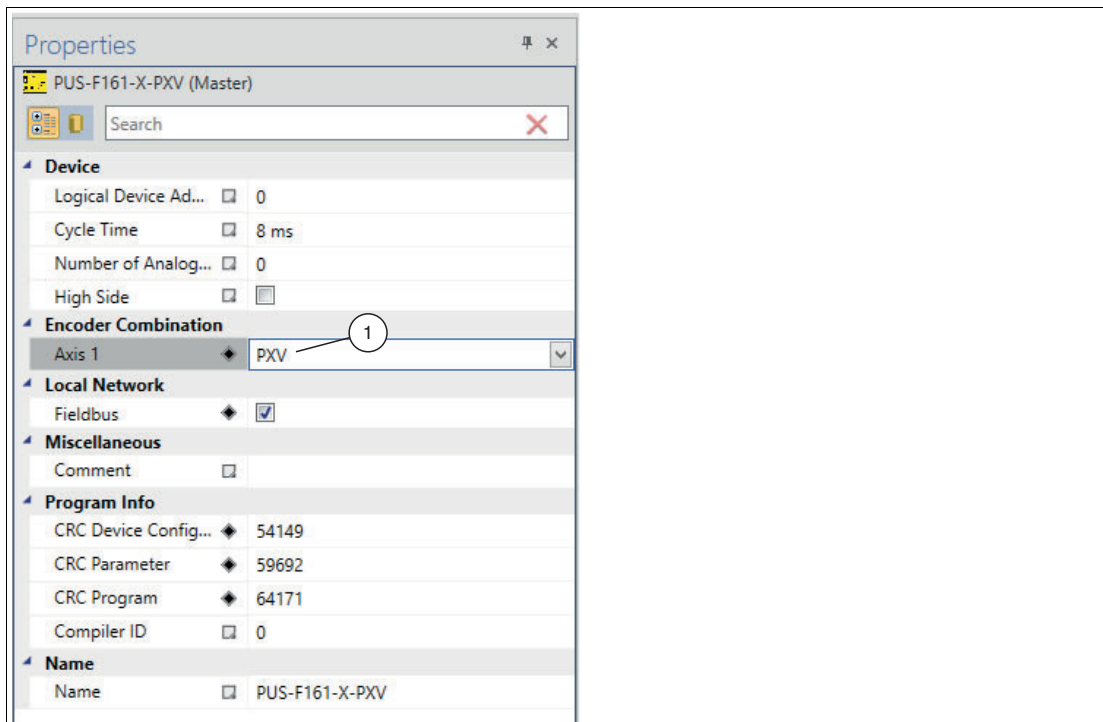 Properties
PUS-F161-X-PXV (Master)
Search
Device
Logical Device Ad... 0
Cycle Time 8 ms
Number of Analog... 0
High Side
Encoder Combination
1
Axis 1 PXV
Local Network
Fieldbus
Miscellaneous
Comment
Program Info
CRC Device Config... 54149
CRC Parameter 59692
CRC Program 64171
Compiler ID 0
Name
Name PUS-F161-X-PXV